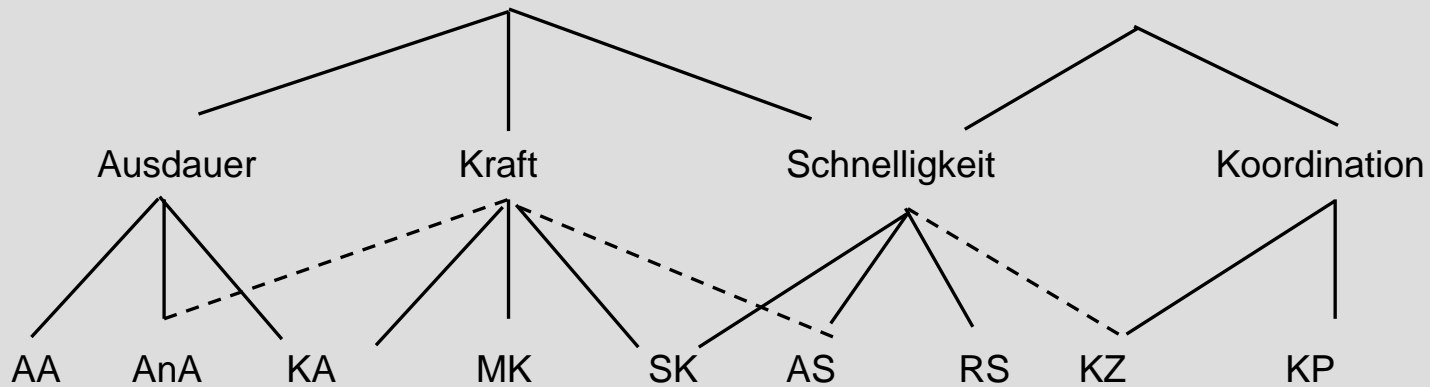 Ausdauer Kraft Schnelligkeit Koordination
AA AnA KA MK SK AS RS KZ KP